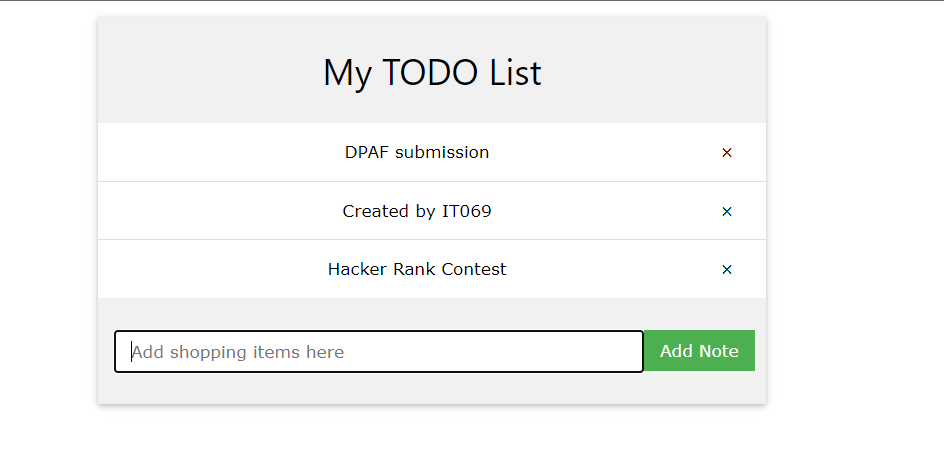 My TODO List
DPAF submission ×
Created by IT069 ×
Hacker Rank Contest ×
Add shopping items here Add Note